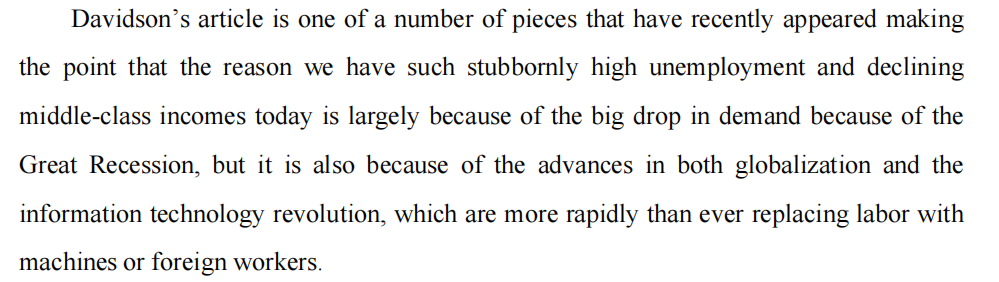 Davidson’s article is one of a number of pieces that have recently appeared making
the point that the reason we have such stubbornly high unemployment and declining
middle-class incomes today is largely because of the big drop in demand because of the
Great Recession, but it is also because of the advances in both globalization and the
information technology revolution, which are more rapidly than ever replacing labor with
machines or foreign workers.